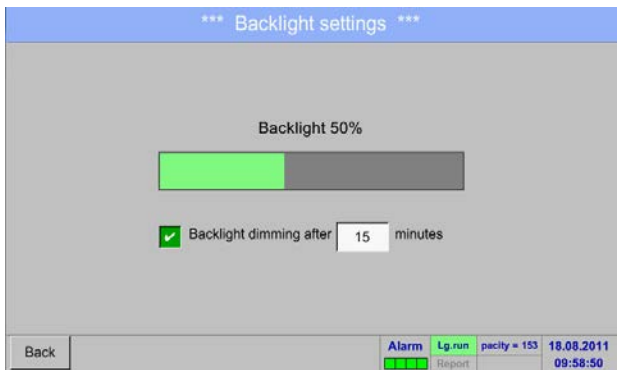 *** Backlight settings ***
Backlight 50%
Backlight dimming after 15 minutes
Back
Alarm Lg.run pacity = 153 18.08.2011
Report 09:58:50